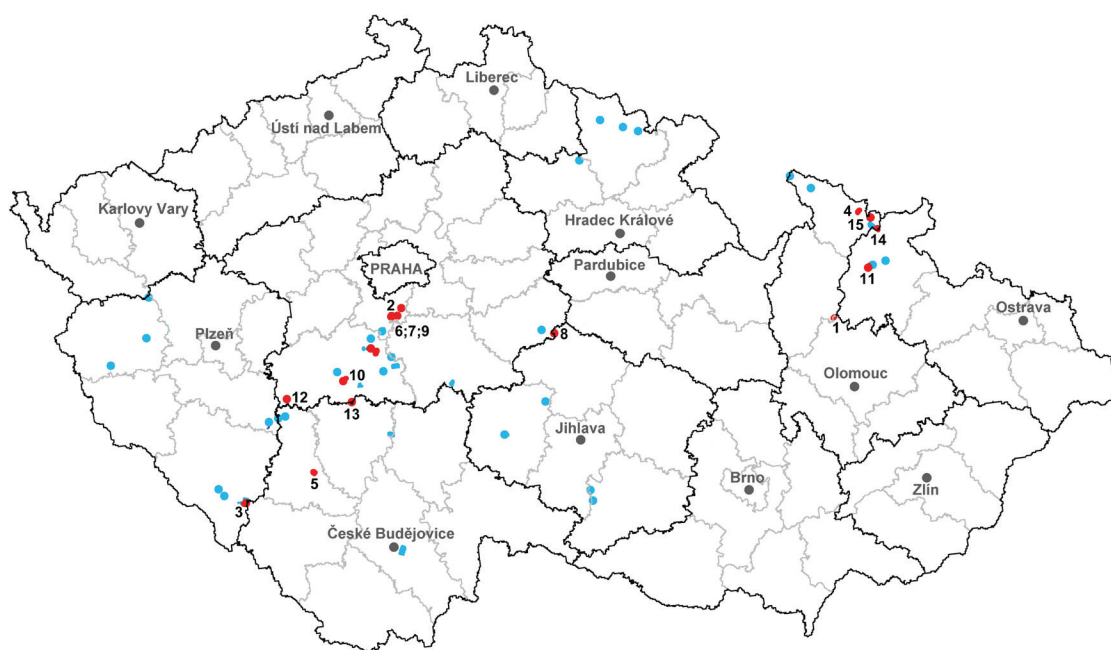 Liberec
Ústí nad Labem
Karlovy Vary
Hradec Králové
4
15
14
PRAHA
Pardubice
11
2
Ostrava
6;7;9
1
8
Plzeň
10
Olomouc
12
13
Jihlava
5
Brno
Zlín
3
České Budějovice